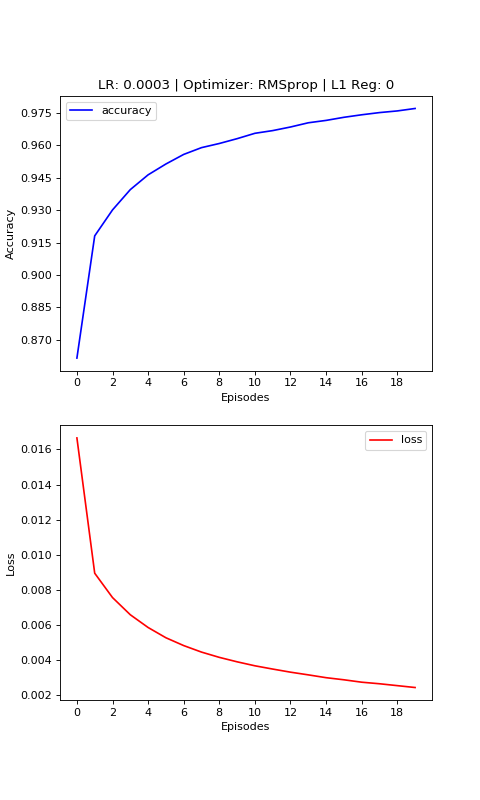 LR: 0.0003 | Optimizer: RMSprop | L1 Reg: 0
accuracy
0.975
0.960
0.945
0.930
0.915
0.900
0.885
0.870
Accuracy
0 2 4 6 8 10 12 14 16 18
Episodes
loss
0.016
0.014
0.012
0.010
0.008
0.006
0.004
0.002
Loss
0 2 4 6 8 10 12 14 16 18
Episodes